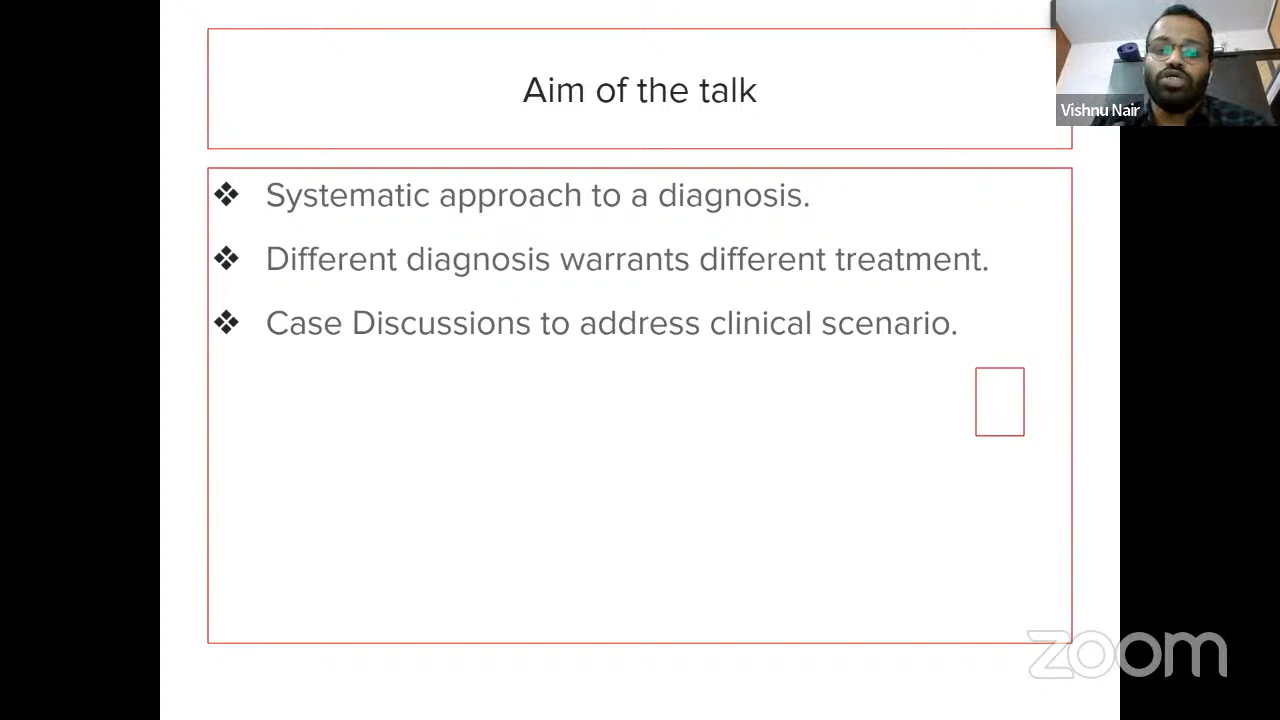 Aim of the talk
Vishnu Nair
❖ Systematic approach to a diagnosis.
❖ Different diagnosis warrants different treatment.
❖ Case Discussions to address clinical scenario.
zoom